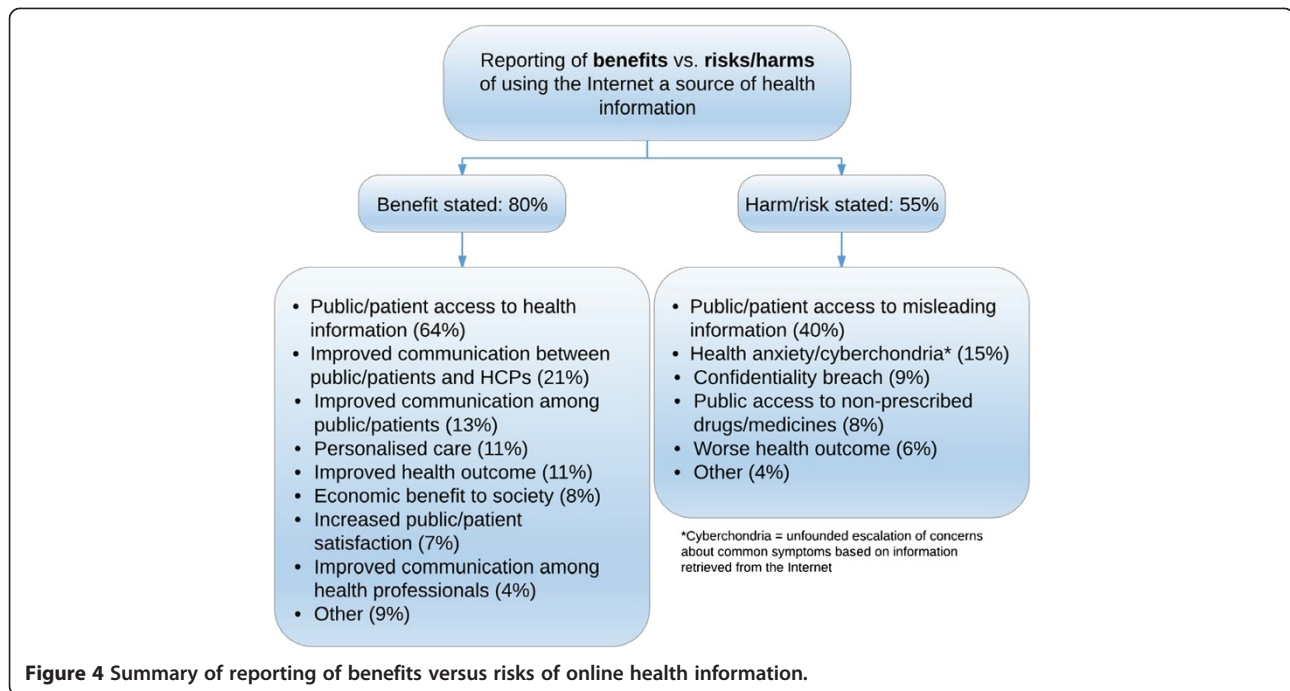 Reporting of benefits vs. risks/harms
of using the Internet a source of health
information
Benefit stated: 80%
Harm/risk stated: 55%
• Public/patient access to health
information (64%)
• Improved communication between
public/patients and HCPs (21%)
• Improved communication among
public/patients (13%)
• Personalised care (11%)
• Improved health outcome (11%)
• Economic benefit to society (8%)
• Increased public/patient
satisfaction (7%)
• Improved communication among
health professionals (4%)
• Other (9%)
• Public/patient access to misleading
information (40%)
• Health anxiety/cyberchondria* (15%)
• Confidentiality breach (9%)
• Public access to non-prescribed
drugs/medicines (8%)
• Worse health outcome (6%)
• Other (4%)
*Cyberchondria = unfounded escalation of concerns
about common symptoms based on information
retrieved from the Internet
Figure 4 Summary of reporting of benefits versus risks of online health information.